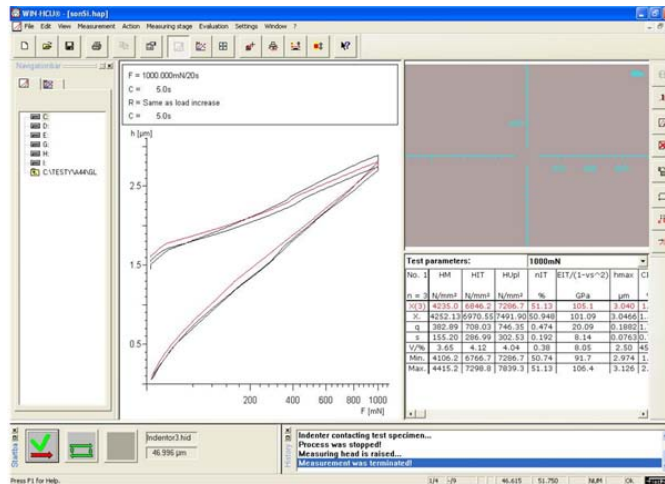 WIN-HCU® - [son5i.hap]
File Edit View Measurement Action Measuring stage Evaluation Settings Window ?
Navigationbar
C:
D:
E:
G:
H:
I:
C:\TESTY\A44\GL
F = 1000.000mN/20s
C = 5.0s
R = Same as load increase
C = 5.0s
h [µm]
2.5
1.5
0.5
200 400 600 800 1000
F [mN]
Test parameters: 1000mN
No. 1 HM HIT HUpl nIT EIT/(1-vs^2) hmax
n = 3 N/mm² N/mm² N/mm² % GPa µm
X(3) 4235.0 6846.2 7286.7 51.13 105.1 3.040
X. 4252.13 6970.55 7491.90 50.948 101.09 3.0466
q 382.89 708.03 746.35 0.474 20.09 0.1882
s 155.20 286.99 302.53 0.192 8.14 0.0763
V/% 3.65 4.12 4.04 0.38 8.05 2.50
Min. 4106.2 6766.7 7286.7 50.74 91.7 2.974
Max. 4415.2 7298.8 7839.3 51.13 106.4 3.126
Startba
Indentor3.hid
46.996 µm
History
Indenter contacting test specimen...
Process was stopped!
Measuring head is raised...
Measurement was terminated!
Press F1 for Help.
1/4 -/9 46.615 51.750 NUM Ok